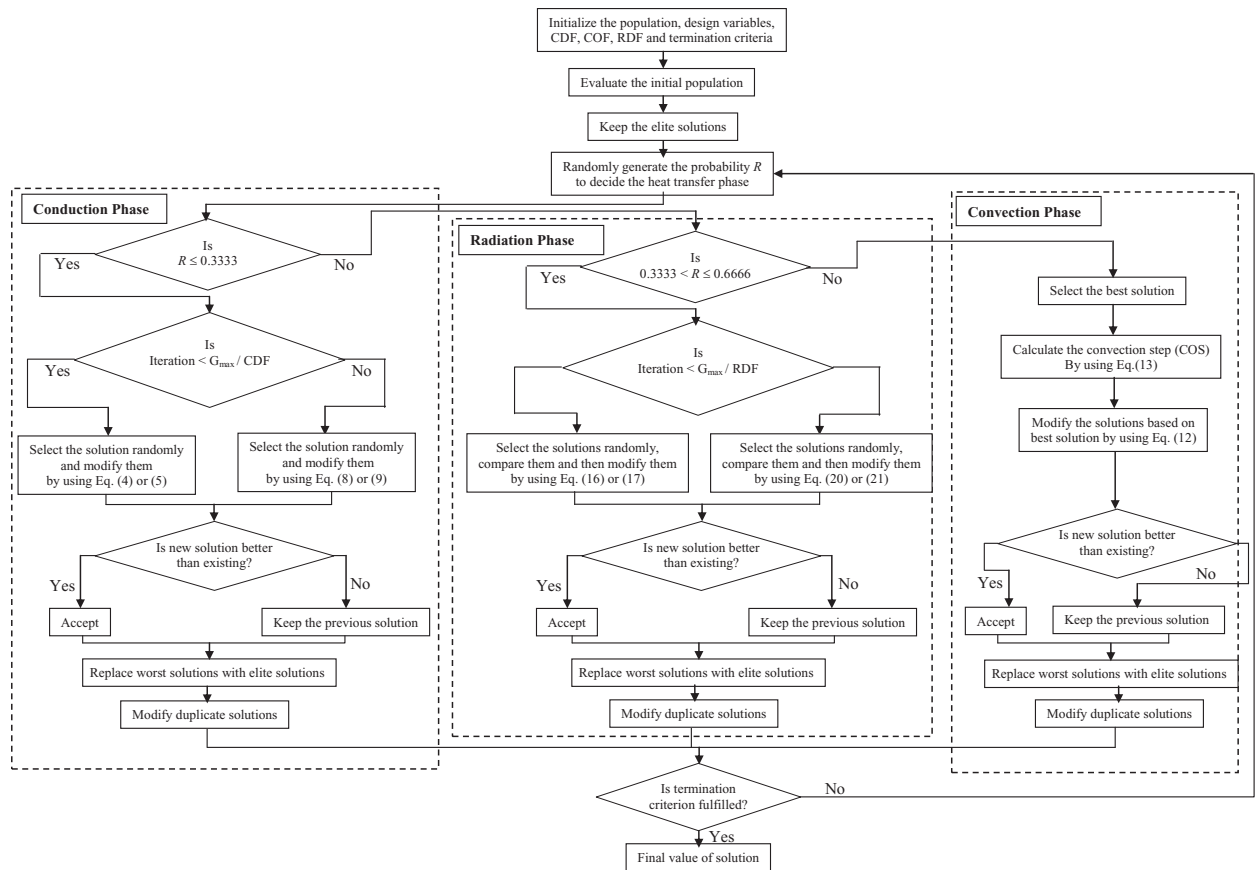 Initialize the population, design variables,
CDF, COF, RDF and termination criteria
Evaluate the initial population
Keep the elite solutions
Randomly generate the probability R
to decide the heat transfer phase
Conduction Phase
Is
R ≤ 0.3333
Yes
No
Is
Iteration < Gmax / CDF
Yes
No
Select the solution randomly
and modify them
by using Eq. (4) or (5)
Select the solution randomly
and modify them
by using Eq. (8) or (9)
Is new solution better
than existing?
Yes
No
Accept
Keep the previous solution
Replace worst solutions with elite solutions
Modify duplicate solutions
Radiation Phase
Is
0.3333 < R ≤ 0.6666
Yes
No
Is
Iteration < Gmax / RDF
Yes
No
Select the solutions randomly,
compare them and then modify them
by using Eq. (16) or (17)
Select the solutions randomly,
compare them and then modify them
by using Eq. (20) or (21)
Is new solution better
than existing?
Yes
No
Accept
Keep the previous solution
Replace worst solutions with elite solutions
Modify duplicate solutions
Convection Phase
Select the best solution
Calculate the convection step (COS)
By using Eq.(13)
Modify the solutions based on
best solution by using Eq. (12)
Is new solution better
than existing?
Yes
No
Accept
Keep the previous solution
Replace worst solutions with elite solutions
Modify duplicate solutions
Is termination
criterion fulfilled?
No
Yes
Final value of solution